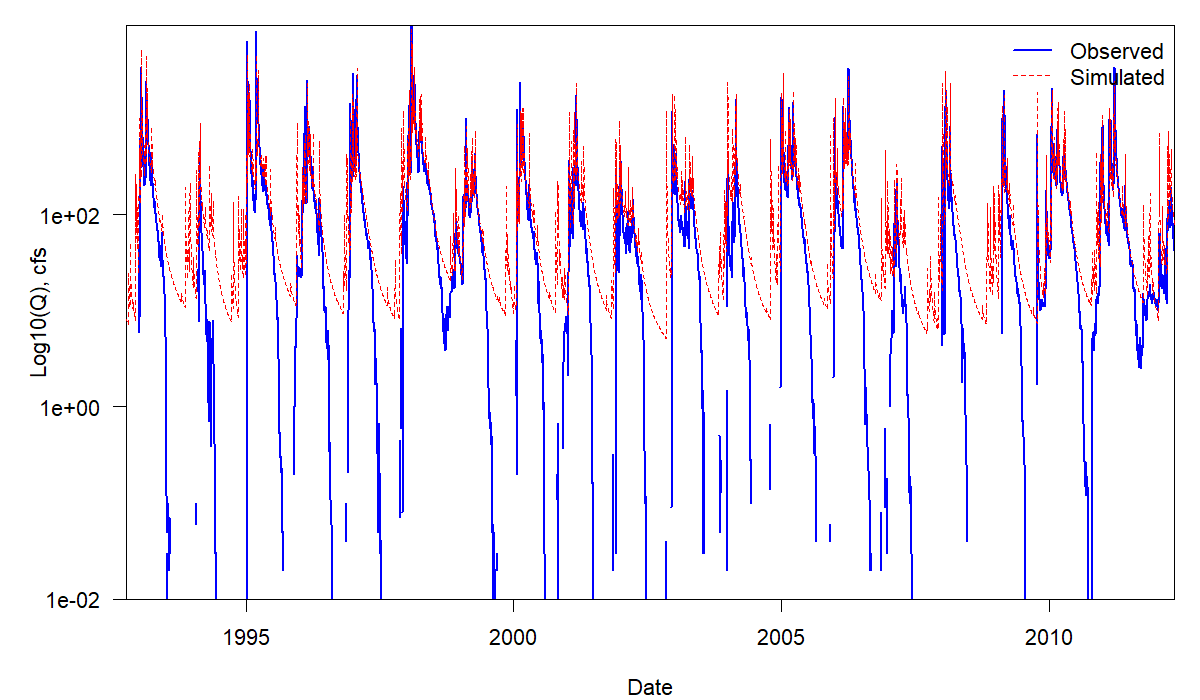 Observed
Simulated
Log10(Q), cfs
1e+02
1e+00
1e-02
1995
2000
2005
2010
Date